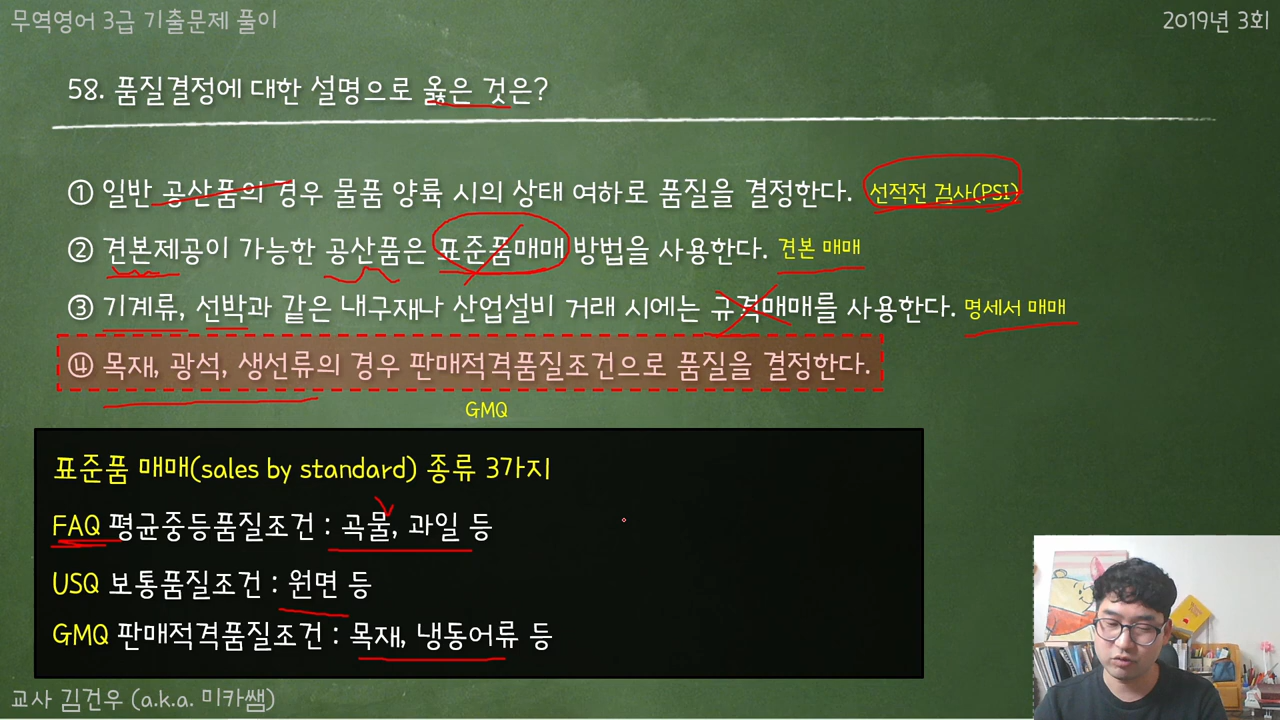 무역영어 3급 기출문제 풀이
2019년 3회
58. 품질결정에 대한 설명으로 옳은 것은?
① 일반 공산품의 경우 물품 양륙 시의 상태 여하로 품질을 결정한다. 선적전 검사(PSI)
② 견본제공이 가능한 공산품은 표준품매매 방법을 사용한다. 견본 매매
③ 기계류, 선박과 같은 내구재나 산업설비 거래 시에는 규격매매를 사용한다. 명세서 매매
④ 목재, 광석, 생선류의 경우 판매적격품질조건으로 품질을 결정한다.
GMQ
표준품 매매(sales by standard) 종류 3가지
FAQ 평균중등품질조건 : 곡물, 과일 등
USQ 보통품질조건 : 원면 등
GMQ 판매적격품질조건 : 목재, 냉동어류 등
교사 김건우 (a.k.a. 미카쌤)